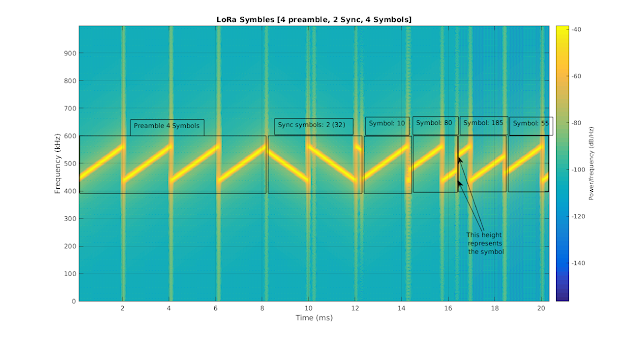 LoRa Symbles [4 preamble, 2 Sync, 4 Symbols]
Preamble 4 Symbols
Sync symbols: 2 (32)
Symbol: 10
Symbol: 80
Symbol: 185
Symbol: 55
This height
represents
the symbol
Frequency (kHz)
900
800
700
600
500
400
300
200
100
0
2
4
6
8
10
12
14
16
18
20
Time (ms)
-40
-60
-80
-100
-120
-140
Power/frequency (dB/Hz)